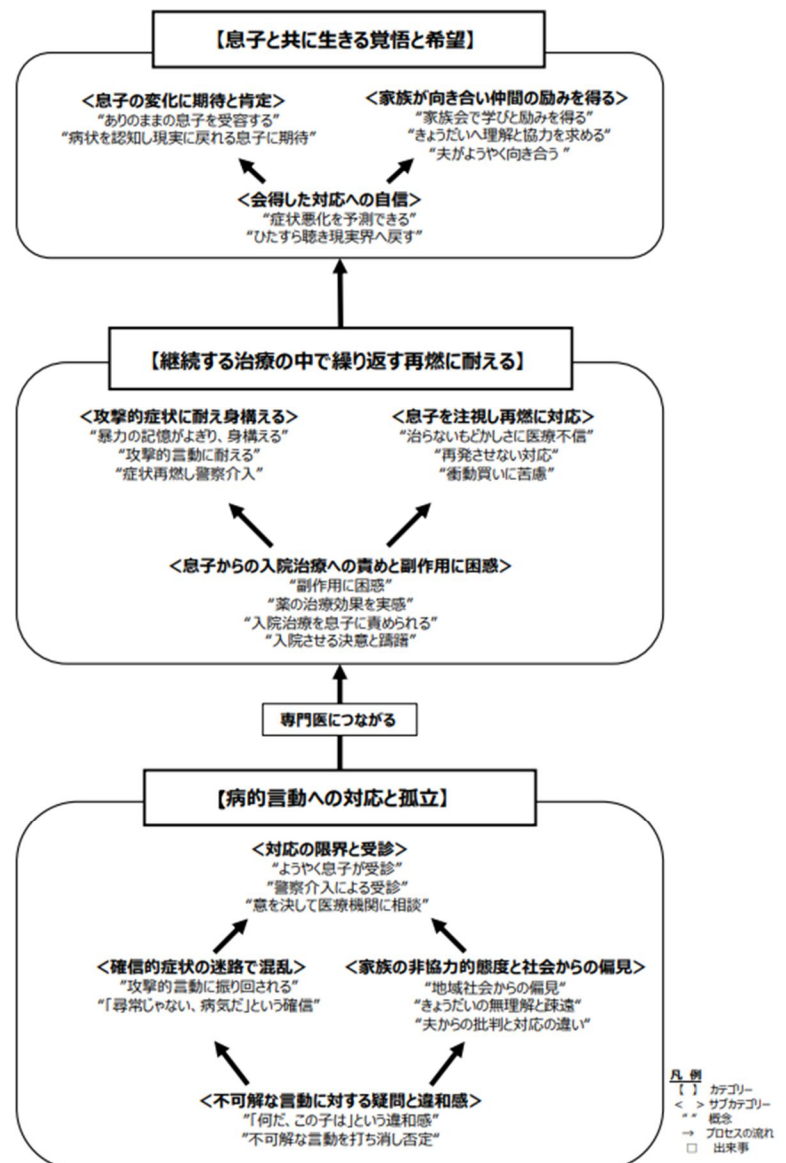 【息子と共に生きる覚悟と希望】
<息子の変化に期待と肯定>
“ありのままの息子を受容する”
“病状を認知し現実に戻れる息子に期待”
<家族が向き合い仲間の励みを得る>
“家族会で学びと励みを得る”
“きょうだいへ理解と協力を求める”
“夫がようやく向き合う ”
<会得した対応への自信>
“症状悪化を予測できる”
“ひたすら聴き現実界へ戻す”
【継続する治療の中で繰り返す再燃に耐える】
<攻撃的症状に耐え身構える>
“暴力の記憶がよぎり、身構える”
“攻撃的言動に耐える”
“症状再燃し警察介入”
<息子を注視し再燃に対応>
“治らないもどかしさに医療不信”
“再発させない対応“
“衝動買いに苦慮”
<息子からの入院治療への責めと副作用に困惑>
“副作用に困惑”
“薬の治療効果を実感”
“入院治療を息子に責められる”
“入院させる決意と躊躇”
専門医につながる
【病的言動への対応と孤立】
<対応の限界と受診>
“ようやく息子が受診”
”警察介入による受診”
“意を決して医療機関に相談”
<確信的症状の迷路で混乱>
”攻撃的言動に振り回される”
“「尋常じゃない、病気だ」という確信”
<家族の非協力的態度と社会からの偏見>
“地域社会からの偏見”
“きょうだいの無理解と疎遠“
“夫からの批判と対応の違い“
<不可解な言動に対する疑問と違和感>
“「何だ、この子は」という違和感”
”不可解な言動を打ち消し否定“
凡 例
【 】 カテゴリー
< > サブカテゴリー
“ ” 概念
→ プロセスの流れ
□ 出来事